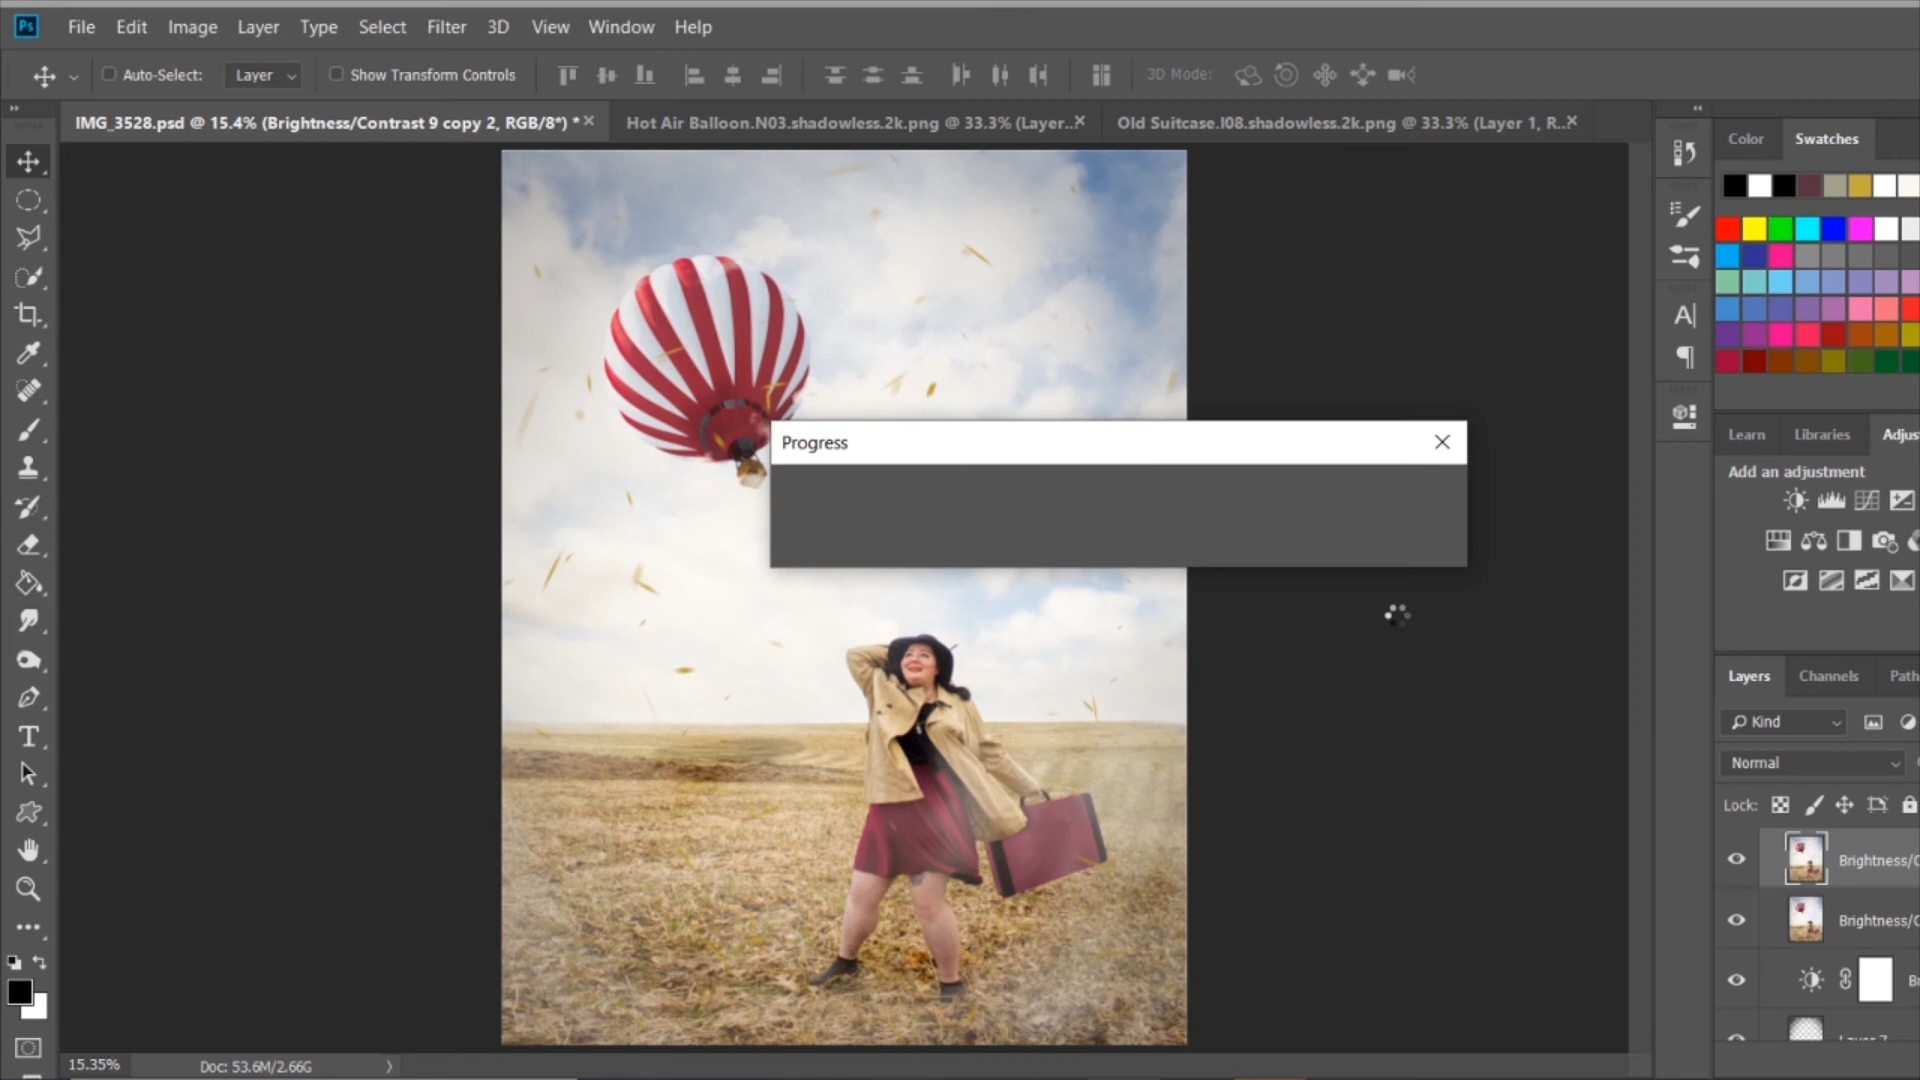 Ps File Edit Image Layer Type Select Filter 3D View Window Help
Auto-Select: Layer Show Transform Controls 3D Mode:
IMG_3528.psd @ 15.4% (Brightness/Contrast 9 copy 2, RGB/8*) * Hot Air Balloon.N03.shadowless.2k.png @ 33.3% (Layer... Old Suitcase.I08.shadowless.2k.png @ 33.3% (Layer 1, R...
Color Swatches
Progress
Learn Libraries Adjus
Add an adjustment
Layers Channels Path
Kind
Normal
Lock:
Brightness/C
Brightness/C
Br
15.35% Doc: 53.6M/2.66G